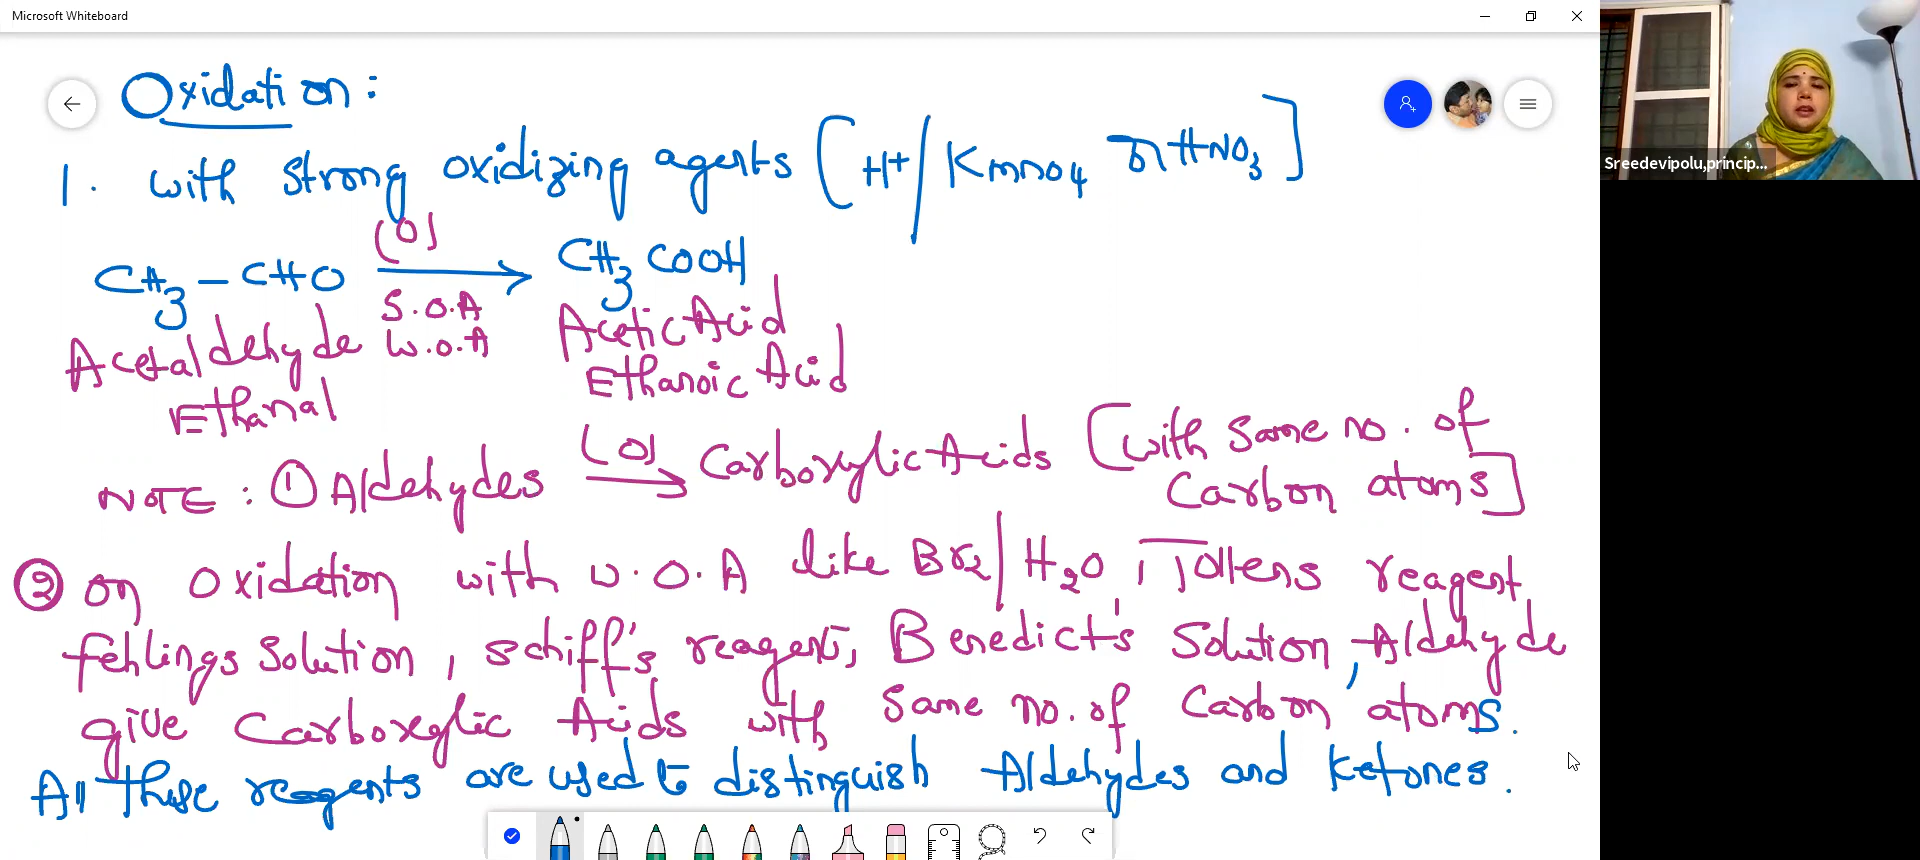 Microsoft Whiteboard
Oxidation :
1. with strong oxidizing agents [H+/KMnO4 or HNO3]
CH3-CHO (O) → CH3COOH
S.O.A
W.O.A
Acetaldehyde Acetic Acid
Ethanal Ethanoic Acid
NOTE : ① Aldehydes (O) → Carboxylic Acids [with same no. of
Carbon atoms]
② on oxidation with W.O.A like Br2/H2O, Tollens reagent
fehlings solution, schiff's reagent, Benedict's solution, Aldehyde
give Carboxylic Acids with same no. of Carbon atoms.
All these reagents are used to distinguish Aldehydes and Ketones.
Sreedevipolu,princip...